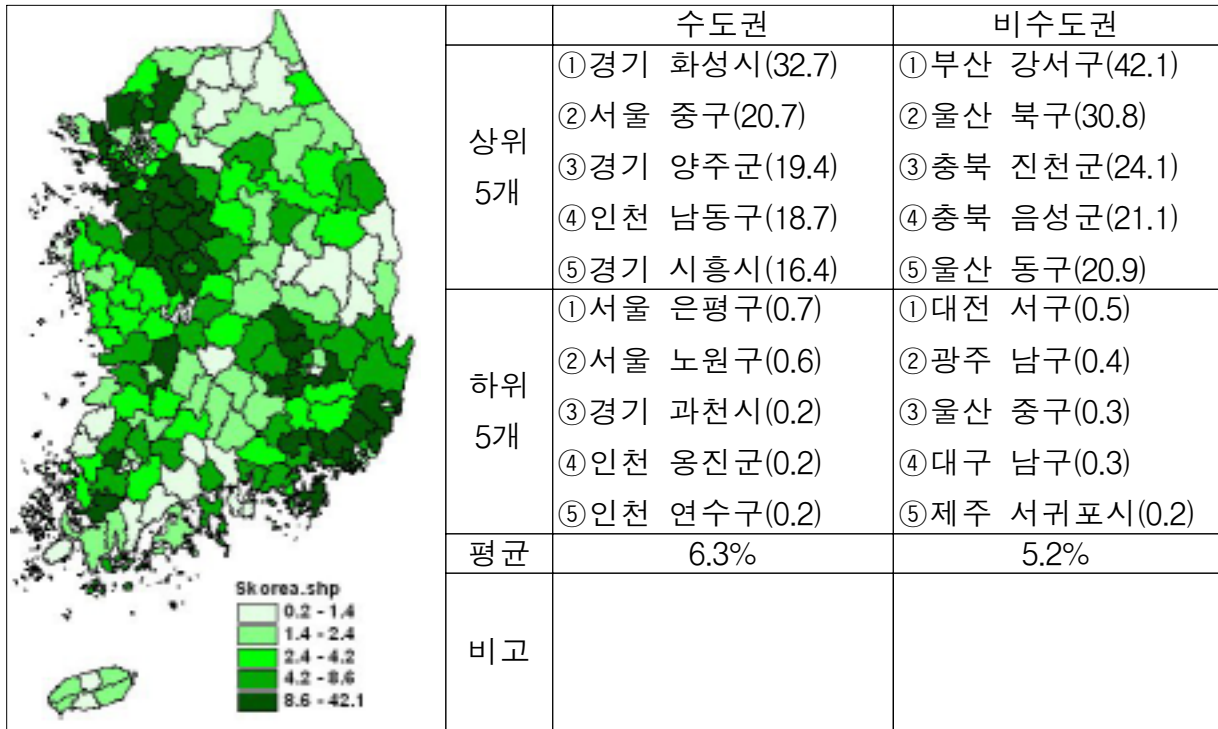 수도권 비수도권
상위 5개
①경기 화성시(32.7) ①부산 강서구(42.1)
②서울 중구(20.7) ②울산 북구(30.8)
③경기 양주군(19.4) ③충북 진천군(24.1)
④인천 남동구(18.7) ④충북 음성군(21.1)
⑤경기 시흥시(16.4) ⑤울산 동구(20.9)
하위 5개
①서울 은평구(0.7) ①대전 서구(0.5)
②서울 노원구(0.6) ②광주 남구(0.4)
③경기 과천시(0.2) ③울산 중구(0.3)
④인천 옹진군(0.2) ④대구 남구(0.3)
⑤인천 연수구(0.2) ⑤제주 서귀포시(0.2)
평균 6.3% 5.2%
비고
Skorea.shp
0.2 - 1.4
1.4 - 2.4
2.4 - 4.2
4.2 - 8.6
8.6 - 42.1